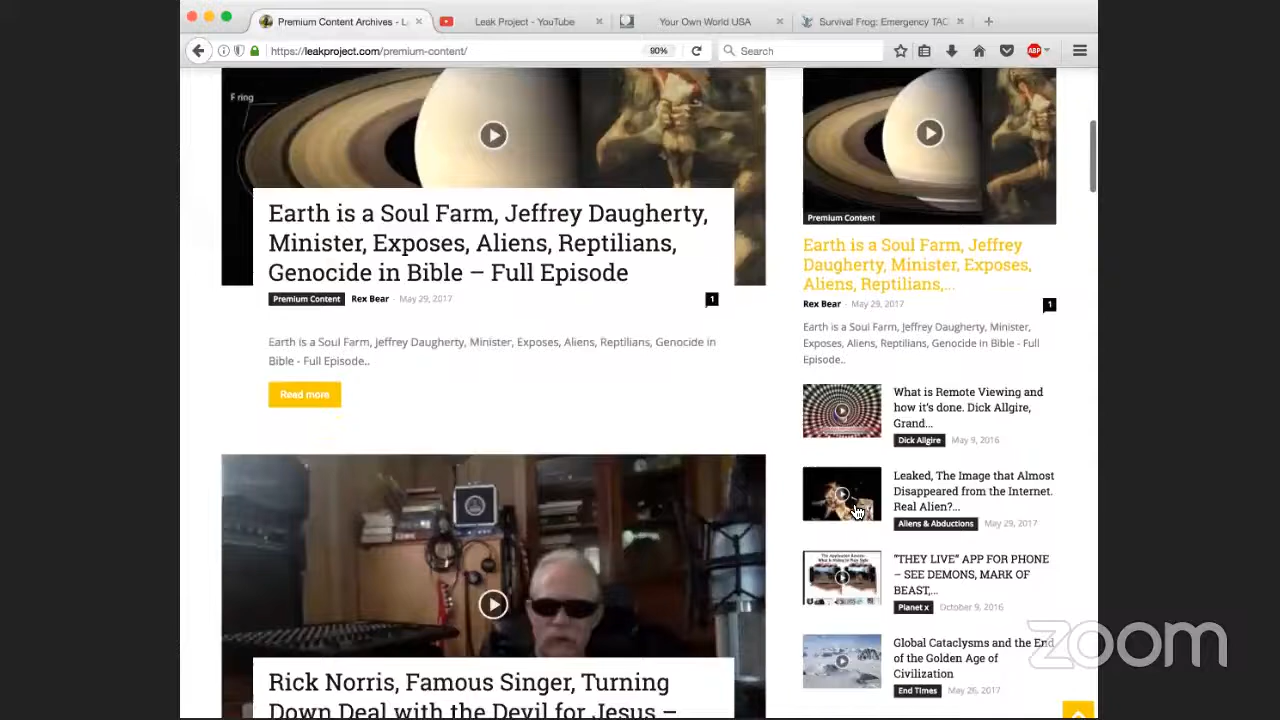 Premium Content Archives - L
Leak Project - YouTube
Your Own World USA
Survival Frog: Emergency TAC
https://leakproject.com/premium-content/
90%
Search
ABP
F ring
Earth is a Soul Farm, Jeffrey Daugherty,
Minister, Exposes, Aliens, Reptilians,
Genocide in Bible – Full Episode
Premium Content Rex Bear - May 29, 2017 1
Earth is a Soul Farm, Jeffrey Daugherty, Minister, Exposes, Aliens, Reptilians, Genocide in
Bible - Full Episode..
Read more
Rick Norris, Famous Singer, Turning
Down Deal with the Devil for Jesus –
Premium Content
Earth is a Soul Farm, Jeffrey
Daugherty, Minister, Exposes,
Aliens, Reptilians,...
Rex Bear - May 29, 2017 1
Earth is a Soul Farm, Jeffrey Daugherty, Minister,
Exposes, Aliens, Reptilians, Genocide in Bible - Full
Episode..
What is Remote Viewing and
how it's done. Dick Allgire,
Grand...
Dick Allgire May 9, 2016
Leaked, The Image that Almost
Disappeared from the Internet.
Real Alien?...
Aliens & Abductions May 29, 2017
"THEY LIVE" APP FOR PHONE
– SEE DEMONS, MARK OF
BEAST,...
Planet x October 9, 2016
Global Cataclysms and the End
of the Golden Age of
Civilization
End Times May 26, 2017
zoom